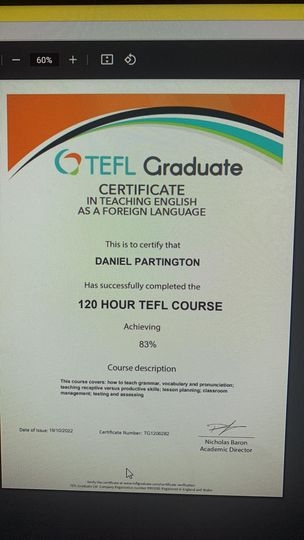 60%
TEFL Graduate
CERTIFICATE
IN TEACHING ENGLISH
AS A FOREIGN LANGUAGE
This is to certify that
DANIEL PARTINGTON
Has successfully completed the
120 HOUR TEFL COURSE
Achieving
83%
Course description
This course covers: how to teach grammar, vocabulary and pronunciation;
teaching receptive versus productive skills; lesson planning; classroom
management; testing and assessing
Date of Issue: 19/10/2022
Certificate Number: TG1200282
Nicholas Baron
Academic Director